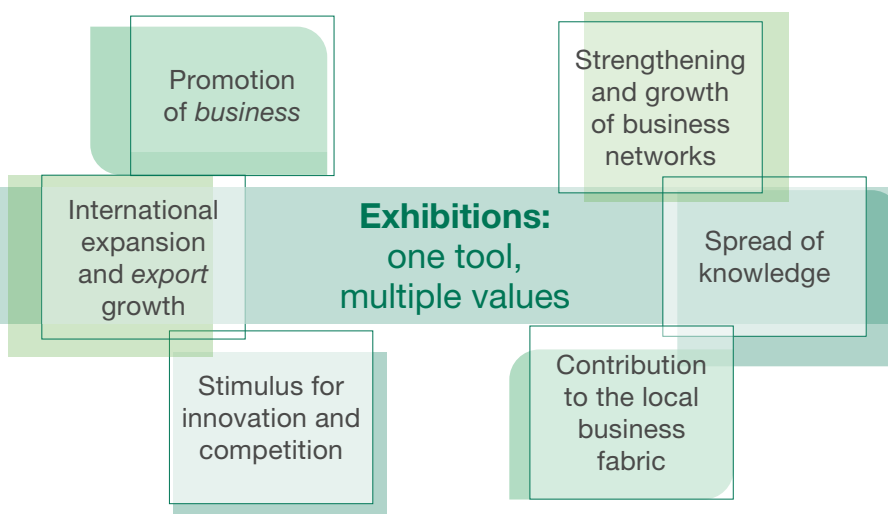 Promotion
of business
Strengthening
and growth
of business
networks
International
expansion
and export
growth
Exhibitions:
one tool,
multiple values
Spread of
knowledge
Stimulus for
innovation and
competition
Contribution
to the local
business
fabric